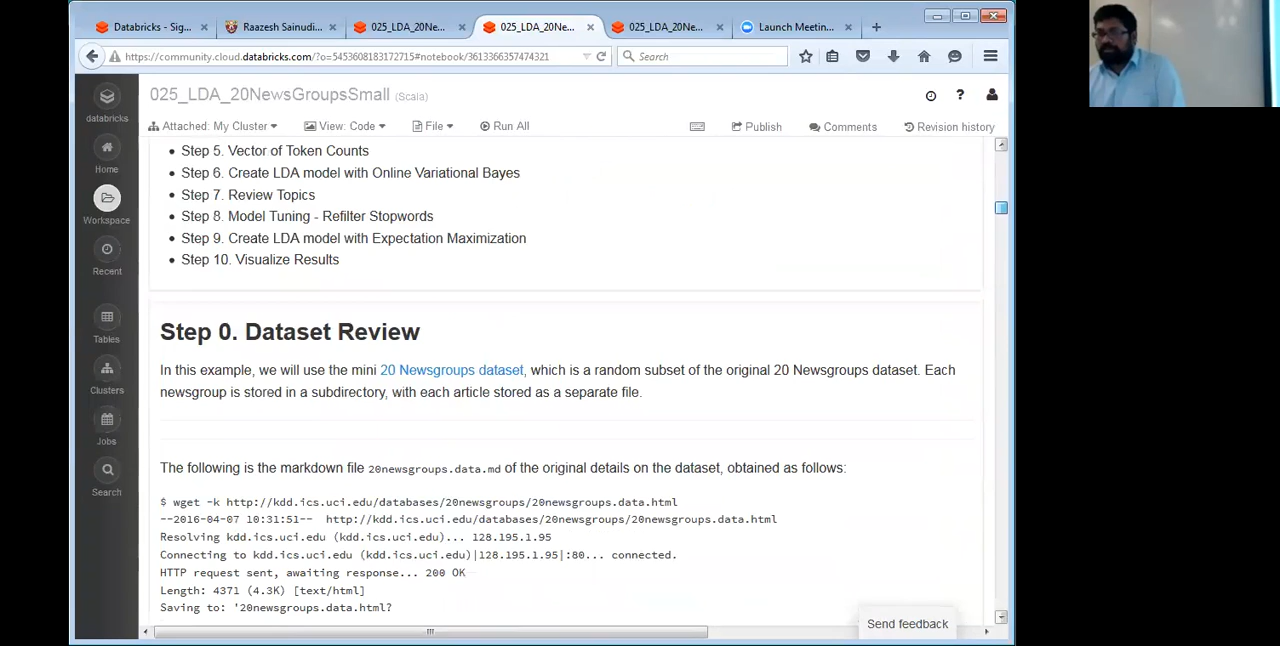 Databricks - Sig...
Raazesh Sainudi...
025_LDA_20Ne...
025_LDA_20Ne...
025_LDA_20Ne...
Launch Meetin...
https://community.cloud.databricks.com/?o=5453608183172715#notebook/3613366357474321
Search
databricks
Home
Workspace
Recent
Tables
Clusters
Jobs
Search
025_LDA_20NewsGroupsSmall (Scala)
Attached: My Cluster
View: Code
File
Run All
Publish
Comments
Revision history
• Step 5. Vector of Token Counts
• Step 6. Create LDA model with Online Variational Bayes
• Step 7. Review Topics
• Step 8. Model Tuning - Refilter Stopwords
• Step 9. Create LDA model with Expectation Maximization
• Step 10. Visualize Results
Step 0. Dataset Review
In this example, we will use the mini 20 Newsgroups dataset, which is a random subset of the original 20 Newsgroups dataset. Each
newsgroup is stored in a subdirectory, with each article stored as a separate file.
The following is the markdown file 20newsgroups.data.md of the original details on the dataset, obtained as follows:
$ wget -k http://kdd.ics.uci.edu/databases/20newsgroups/20newsgroups.data.html
--2016-04-07 10:31:51-- http://kdd.ics.uci.edu/databases/20newsgroups/20newsgroups.data.html
Resolving kdd.ics.uci.edu (kdd.ics.uci.edu)... 128.195.1.95
Connecting to kdd.ics.uci.edu (kdd.ics.uci.edu)|128.195.1.95|:80... connected.
HTTP request sent, awaiting response... 200 OK
Length: 4371 (4.3K) [text/html]
Saving to: '20newsgroups.data.html?
Send feedback